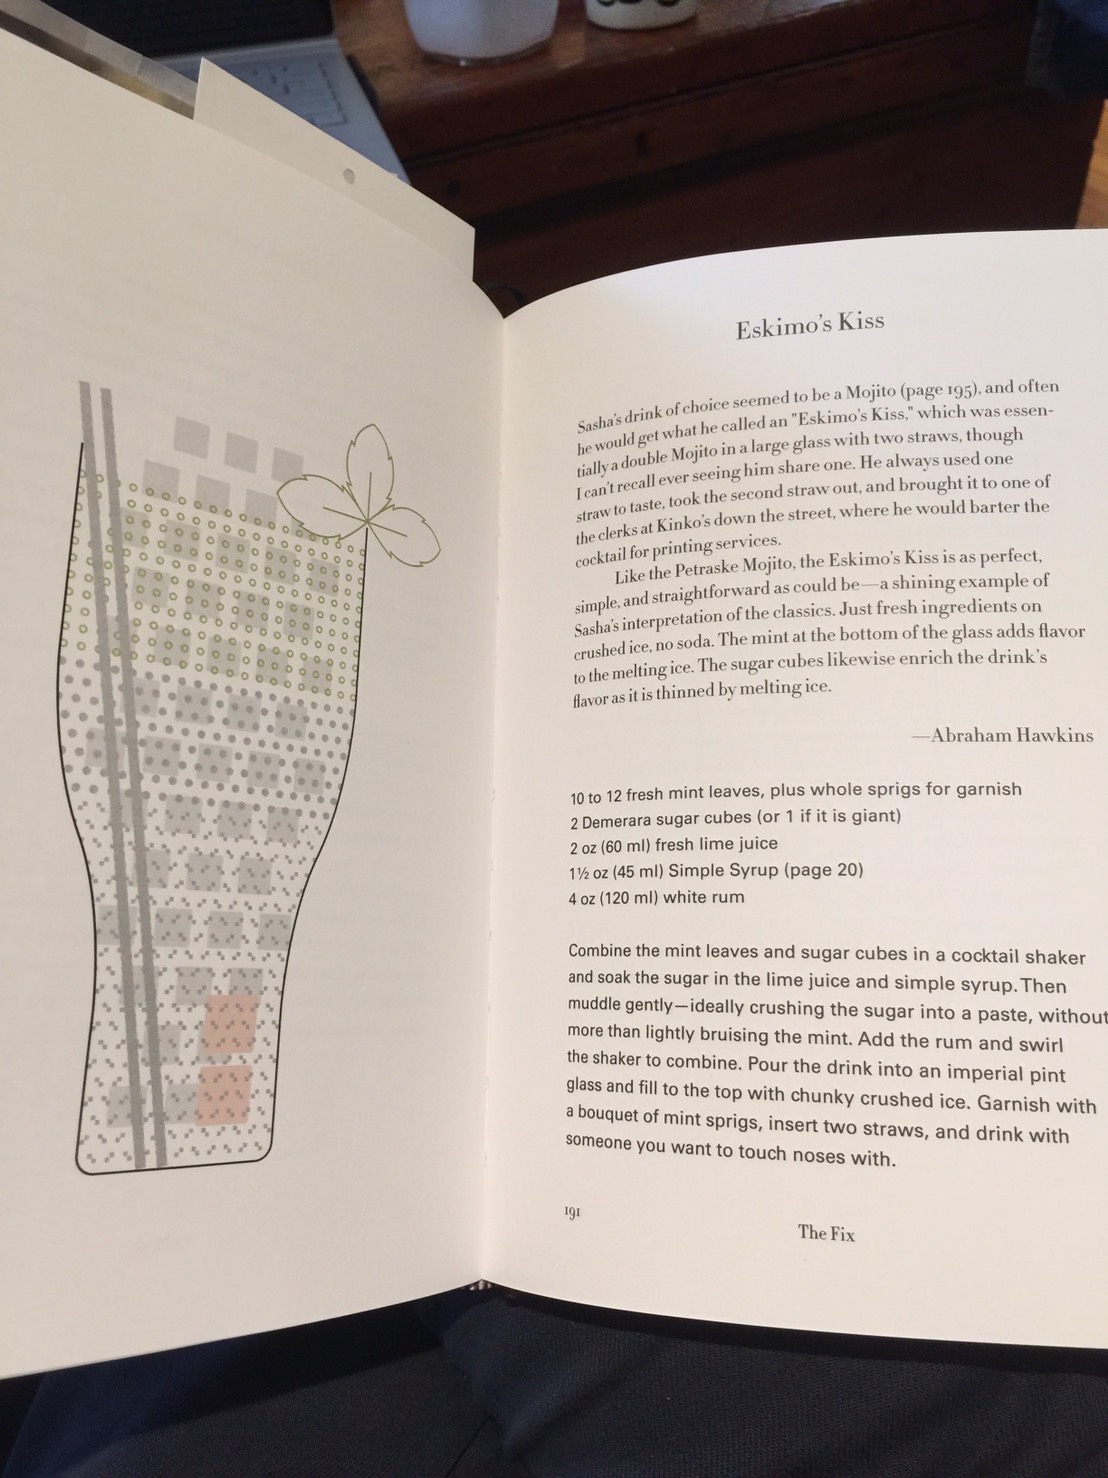 Eskimo's Kiss
Sasha's drink of choice seemed to be a Mojito (page 195), and often
he would get what he called an "Eskimo's Kiss," which was essen-
tially a double Mojito in a large glass with two straws, though
I can't recall ever seeing him share one. He always used one
straw to taste, took the second straw out, and brought it to one of
the clerks at Kinko's down the street, where he would barter the
cocktail for printing services.
Like the Petraske Mojito, the Eskimo's Kiss is as perfect,
simple, and straightforward as could be—a shining example of
Sasha's interpretation of the classics. Just fresh ingredients on
crushed ice, no soda. The mint at the bottom of the glass adds flavor
to the melting ice. The sugar cubes likewise enrich the drink's
flavor as it is thinned by melting ice.
—Abraham Hawkins
10 to 12 fresh mint leaves, plus whole sprigs for garnish
2 Demerara sugar cubes (or 1 if it is giant)
2 oz (60 ml) fresh lime juice
1½ oz (45 ml) Simple Syrup (page 20)
4 oz (120 ml) white rum
Combine the mint leaves and sugar cubes in a cocktail shaker
and soak the sugar in the lime juice and simple syrup. Then
muddle gently—ideally crushing the sugar into a paste, without
more than lightly bruising the mint. Add the rum and swirl
the shaker to combine. Pour the drink into an imperial pint
glass and fill to the top with chunky crushed ice. Garnish with
a bouquet of mint sprigs, insert two straws, and drink with
someone you want to touch noses with.
191
The Fix